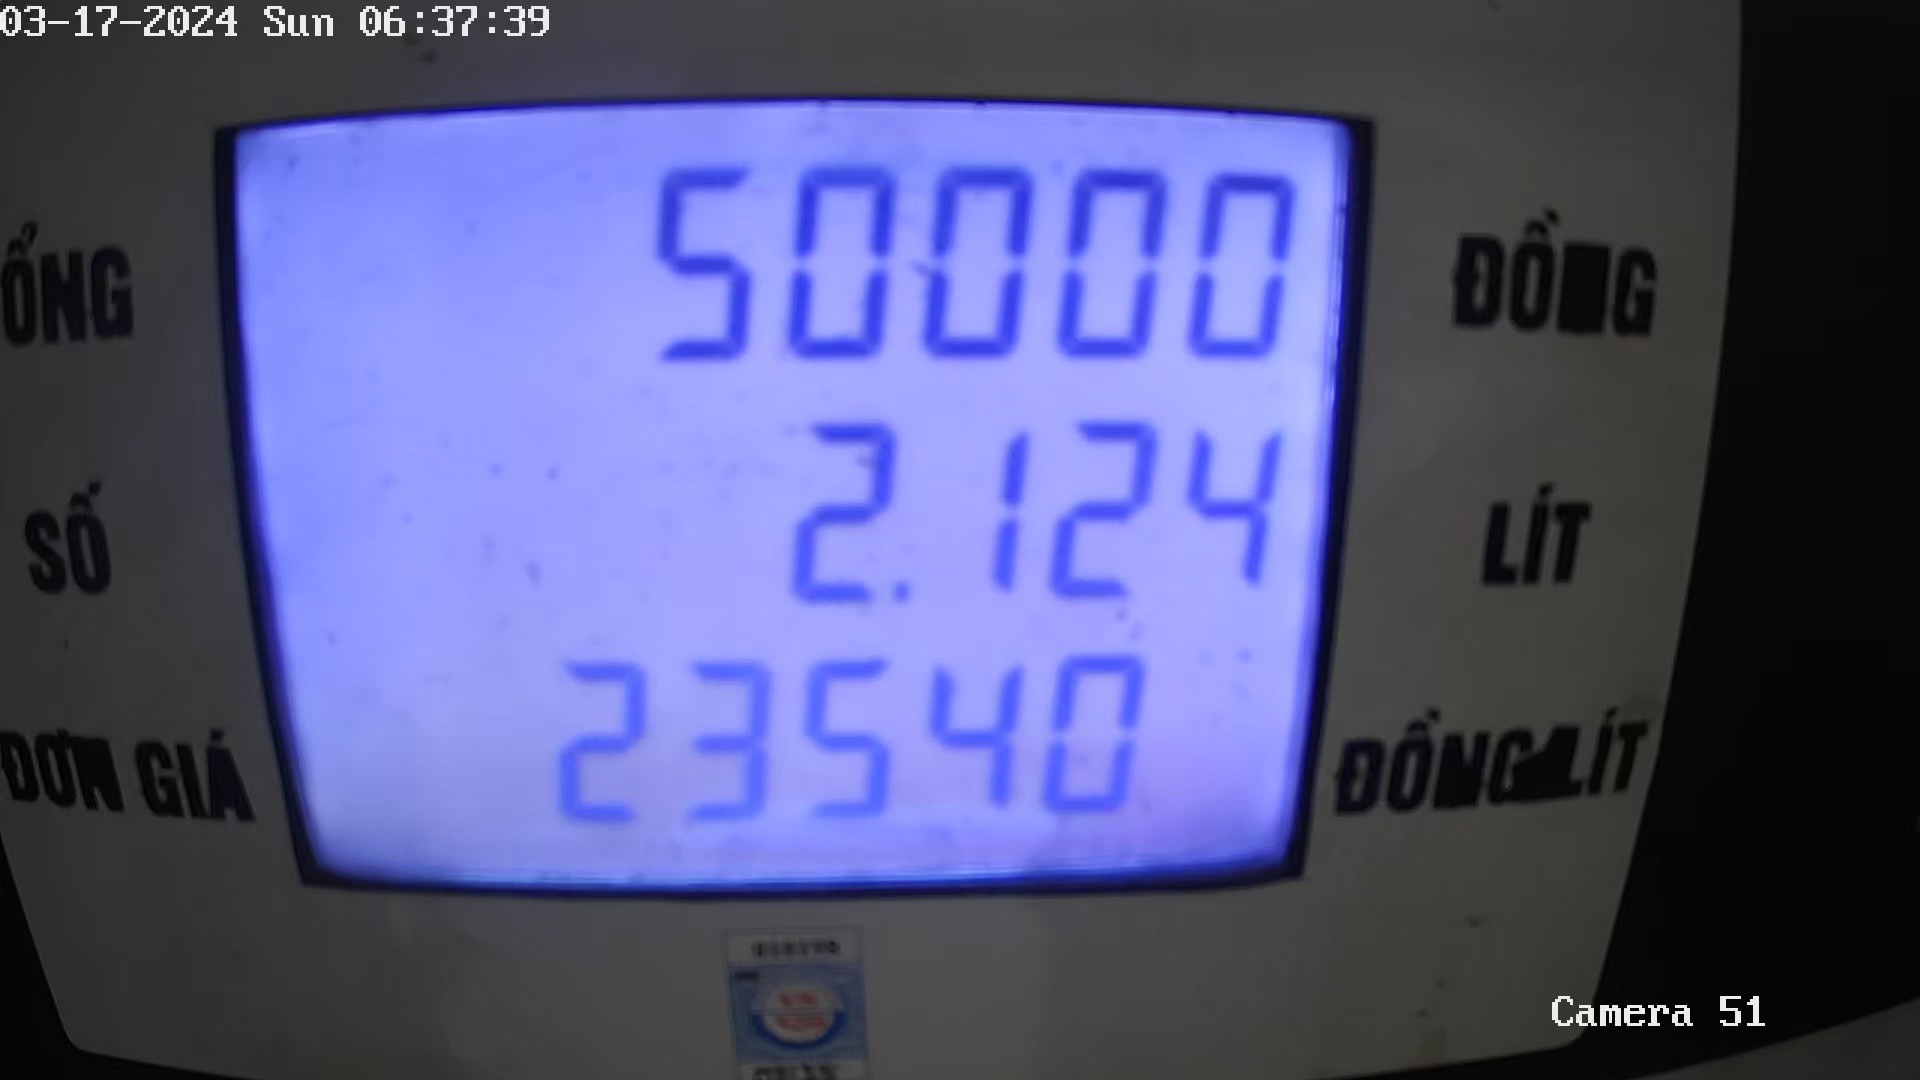 03-17-2024 Sun 06:37:39
50000
ỔNG ĐỒNG
2.124
SỐ LÍT
23540
ĐƠN GIÁ ĐỒNG/LÍT
Camera 51